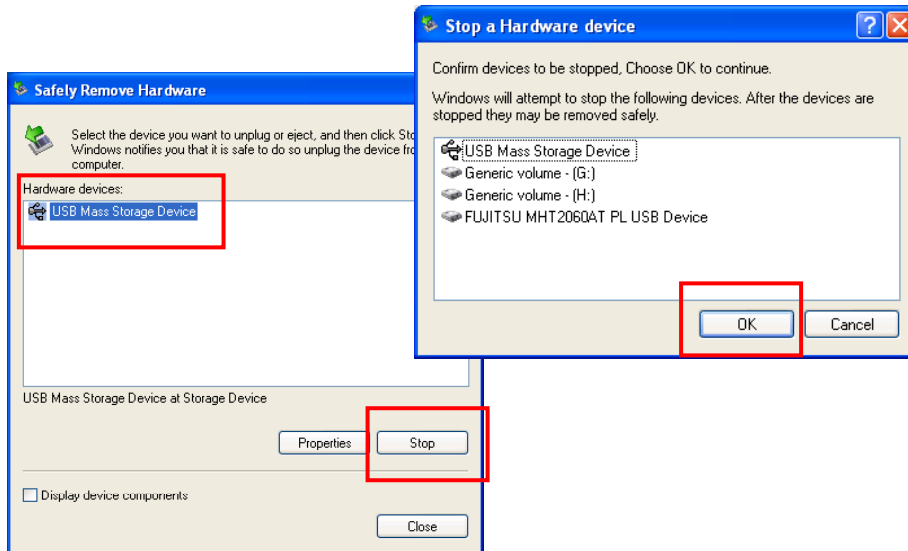 Safely Remove Hardware
Select the device you want to unplug or eject, and then click
Windows notifies you that it is safe to do so unplug the device
computer.
Hardware devices:
USB Mass Storage Device
USB Mass Storage Device at Storage Device
Properties
Stop
Display device components
Close
Stop a Hardware device
Confirm devices to be stopped, Choose OK to continue.
Windows will attempt to stop the following devices. After the devices are
stopped they may be removed safely.
USB Mass Storage Device
Generic volume - (G:)
Generic volume - (H:)
FUJITSU MHT2060AT PL USB Device
OK
Cancel